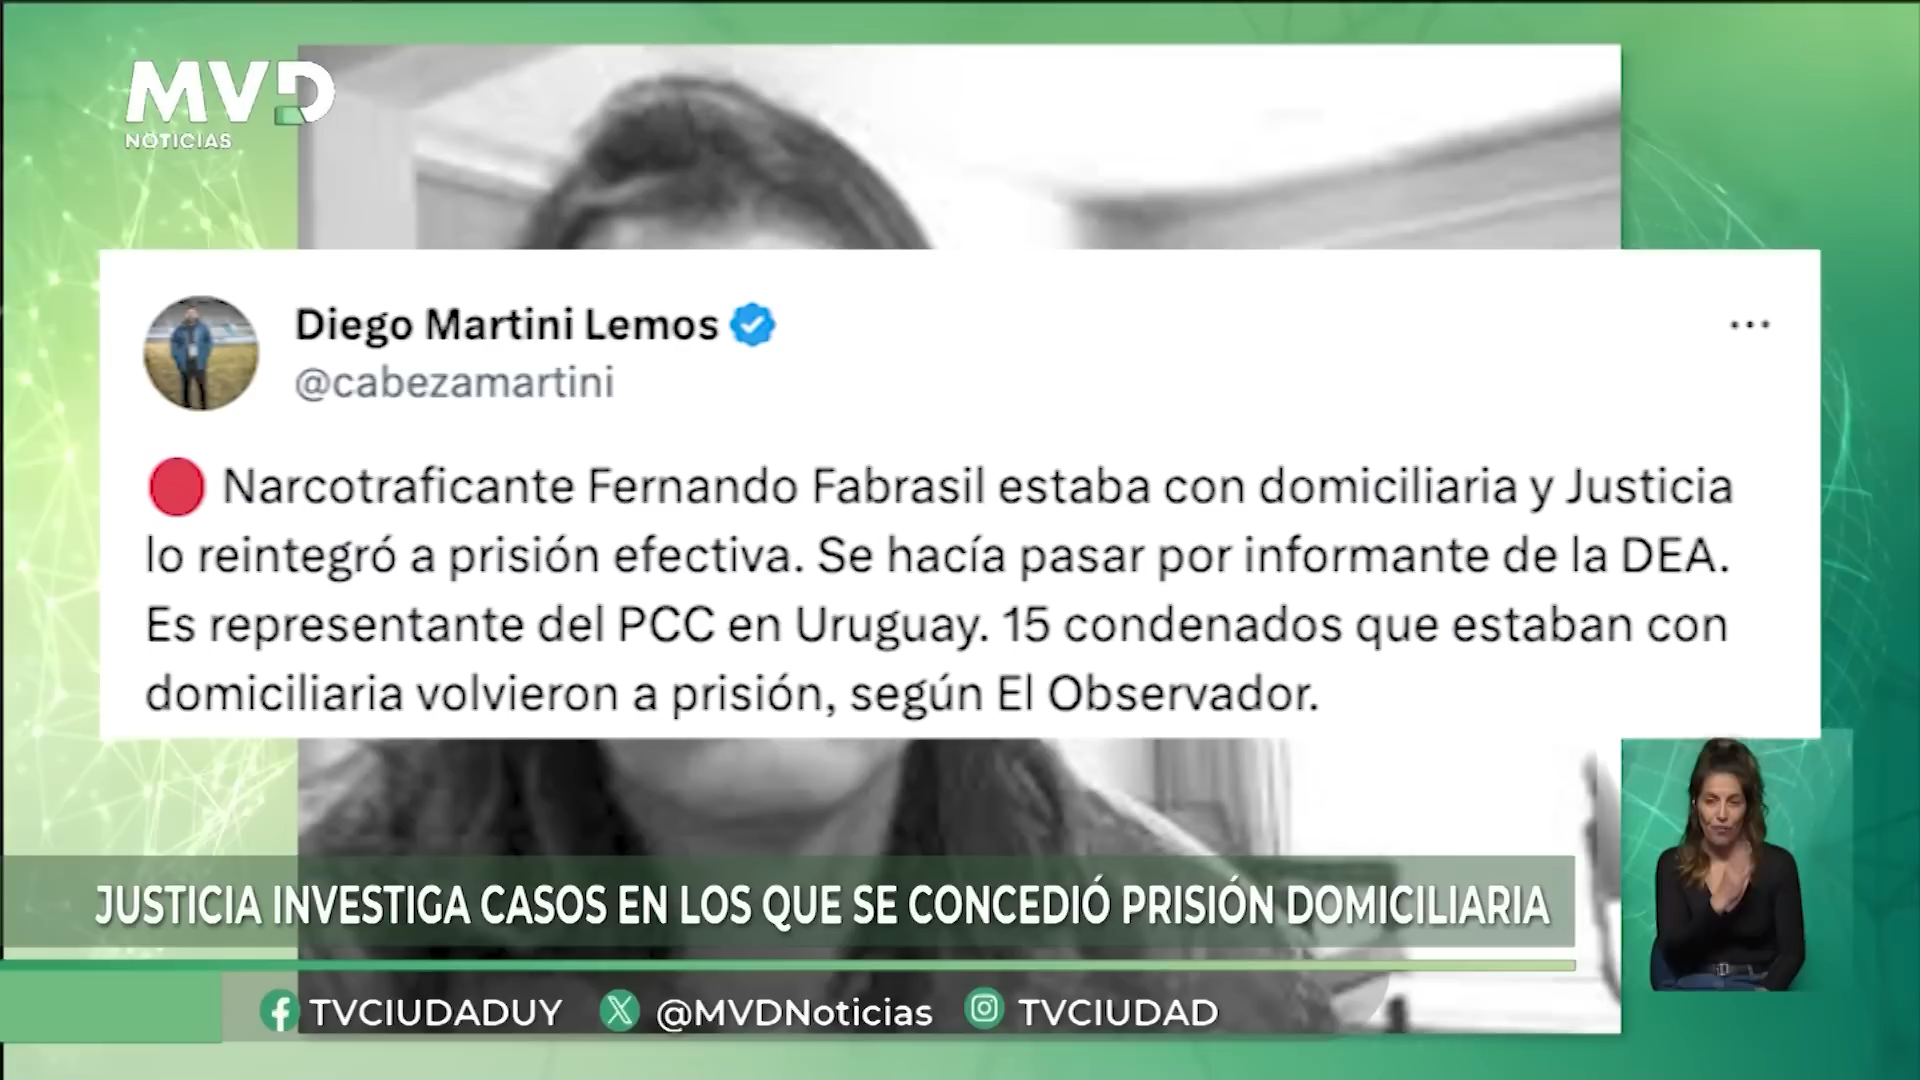 MVD
NOTICIAS
Diego Martini Lemos
@cabezamartini
Narcotraficante Fernando Fabrasil estaba con domiciliaria y Justicia
lo reintegró a prisión efectiva. Se hacía pasar por informante de la DEA.
Es representante del PCC en Uruguay. 15 condenados que estaban con
domiciliaria volvieron a prisión, según El Observador.
JUSTICIA INVESTIGA CASOS EN LOS QUE SE CONCEDIÓ PRISIÓN DOMICILIARIA
TVCIUDADUY @MVDNoticias TVCIUDAD